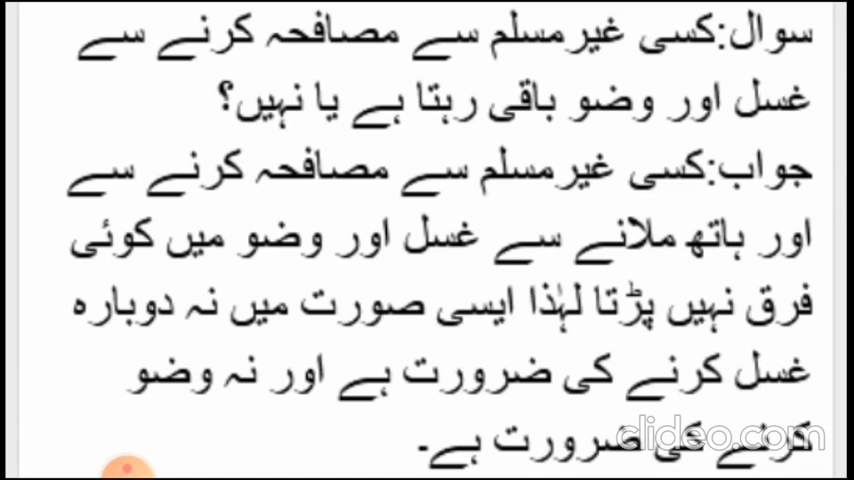 سوال:کسی غیرمسلم سے مصافحہ کرنے سے
غسل اور وضو باقی رہتا ہے یا نہیں؟
جواب:کسی غیرمسلم سے مصافحہ کرنے سے
اور ہاتھ ملانے سے غسل اور وضو میں کوئی
فرق نہیں پڑتا لہٰذا ایسی صورت میں نہ دوبارہ
غسل کرنے کی ضرورت ہے اور نہ وضو
کرنے کی ضرورت ہے۔
clideo.com